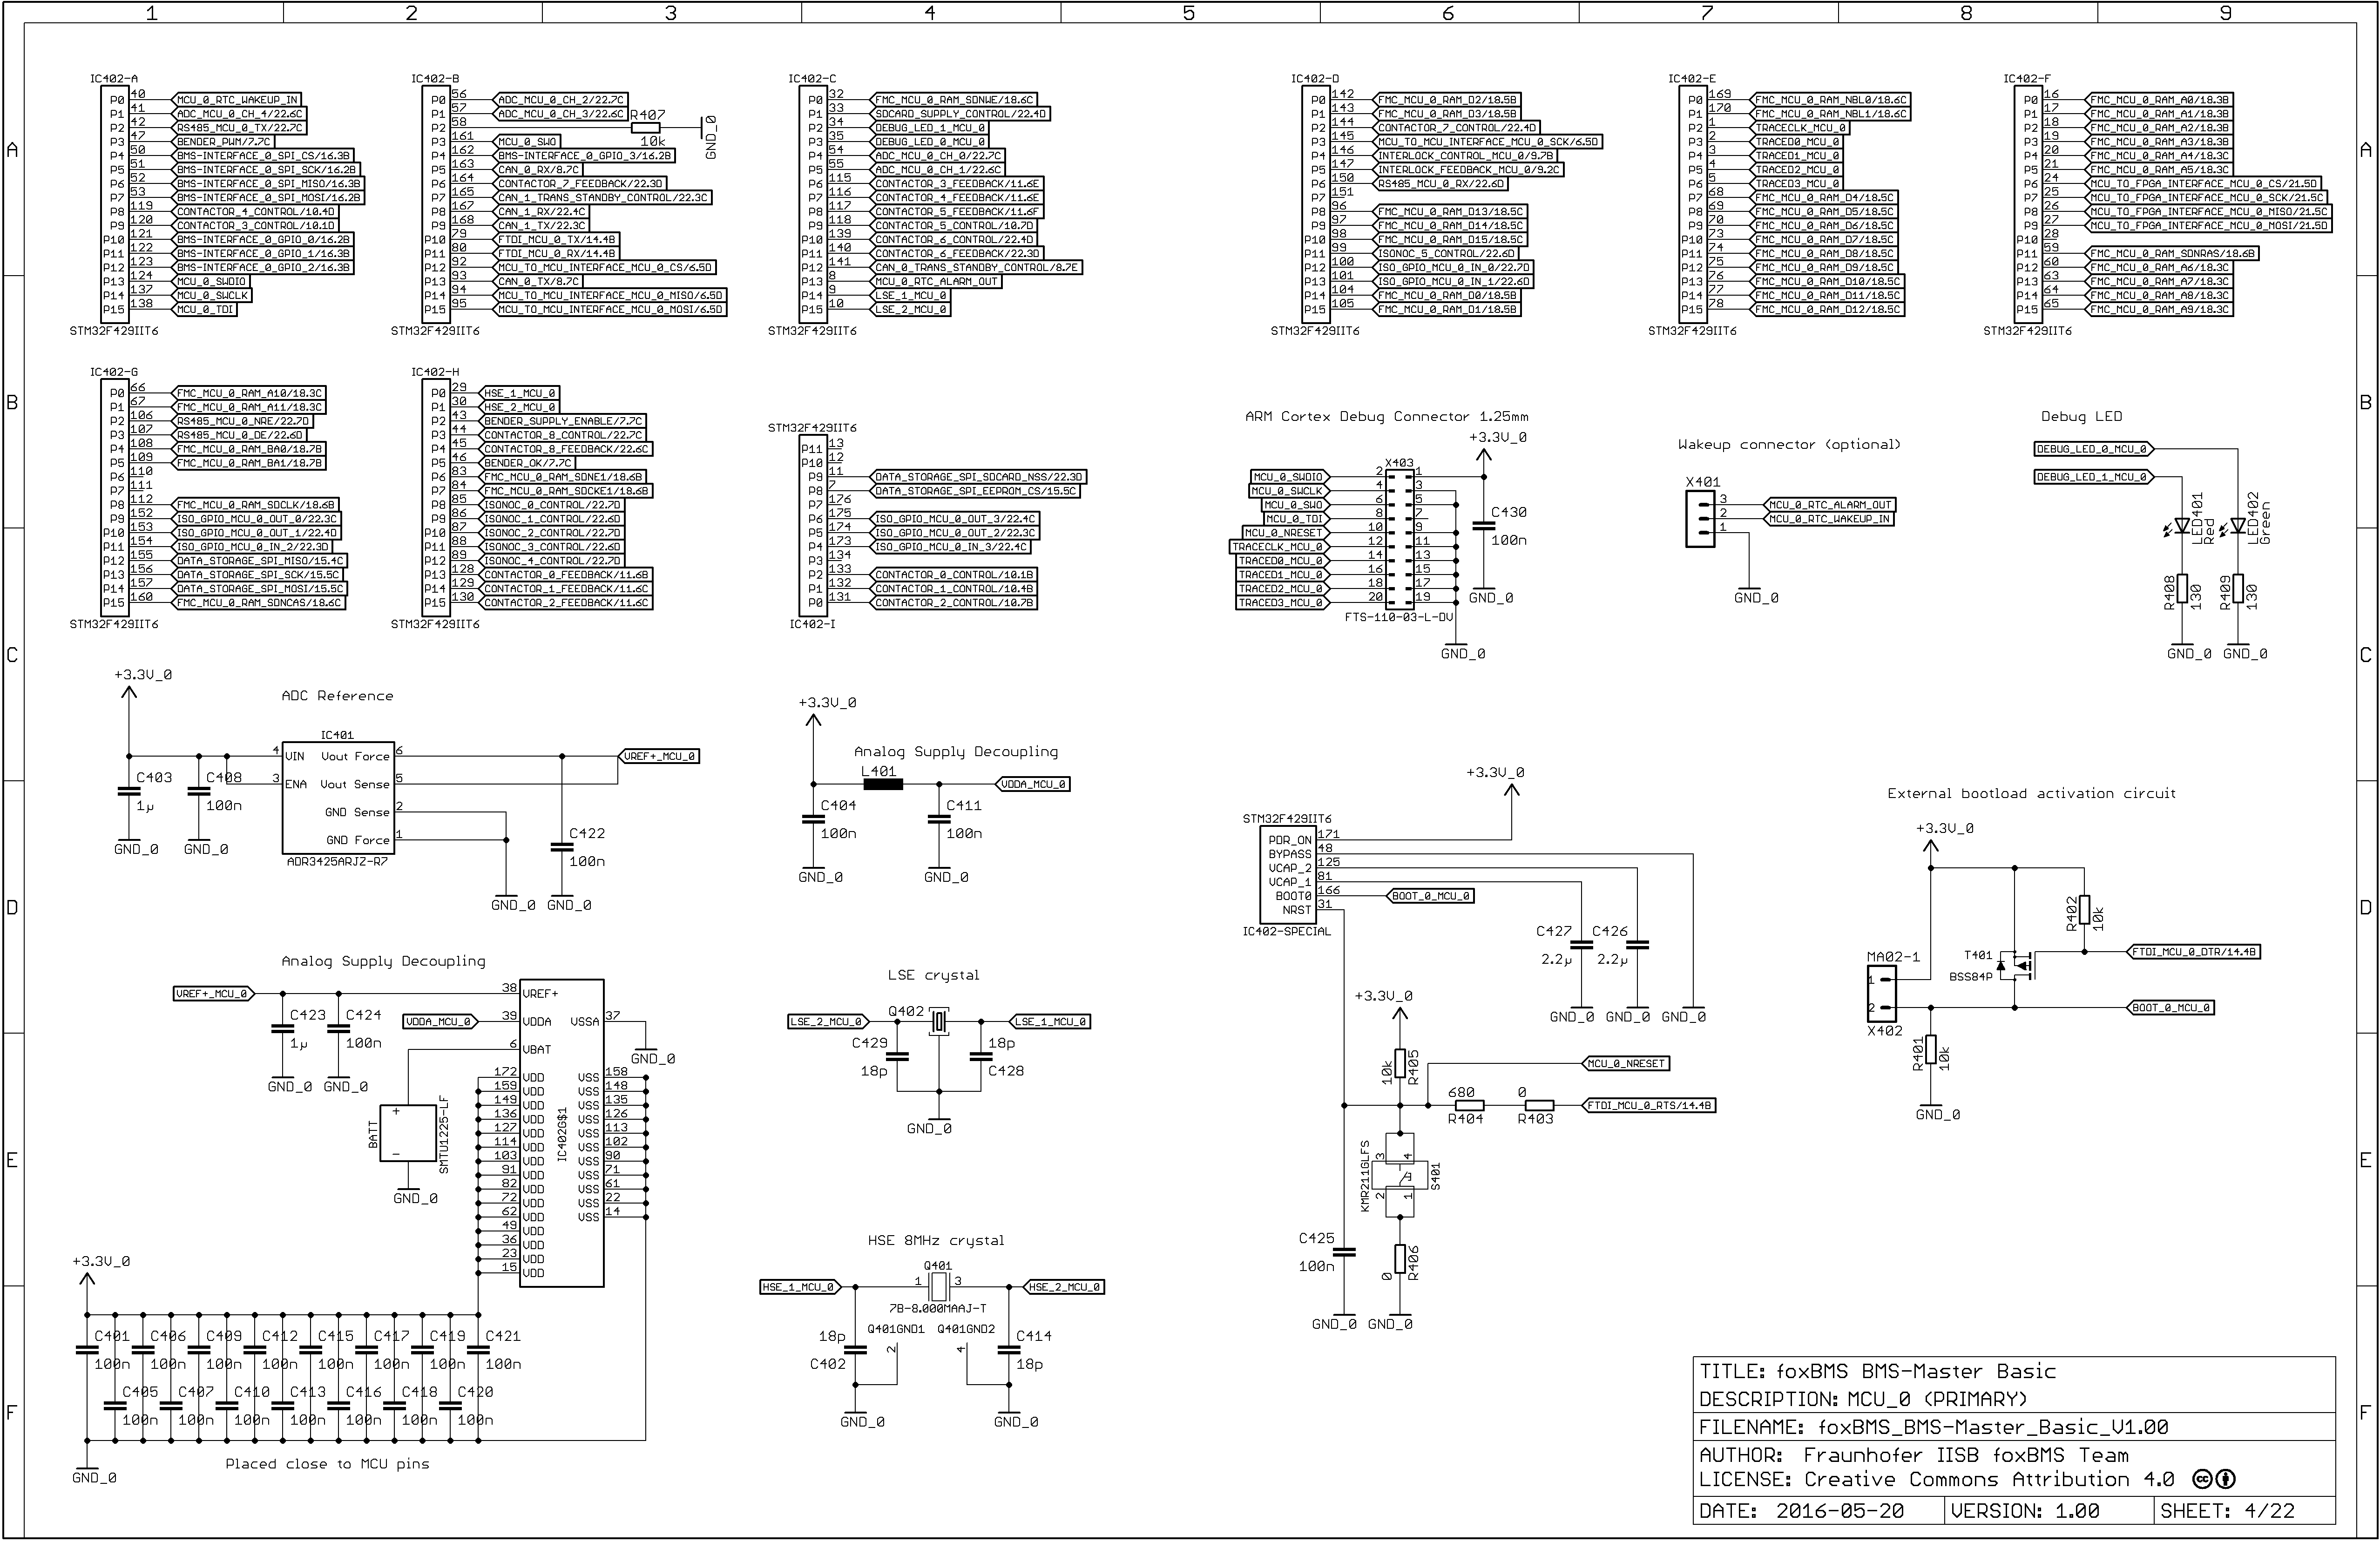 1 2 3 4 5 6 7 8 9
A
B
C
D
E
F
IC402-A
P0 40 MCU_0_RTC_WAKEUP_IN
P1 41 ADC_MCU_0_CH_4/22.6C
P2 42 RS485_MCU_0_TX/22.7C
P3 47 BENDER_PWM/7.7C
P4 50 BMS-INTERFACE_0_SPI_CS/16.3B
P5 51 BMS-INTERFACE_0_SPI_SCK/16.2B
P6 52 BMS-INTERFACE_0_SPI_MISO/16.3B
P7 53 BMS-INTERFACE_0_SPI_MOSI/16.2B
P8 119 CONTACTOR_4_CONTROL/10.4D
P9 120 CONTACTOR_3_CONTROL/10.1D
P10 121 BMS-INTERFACE_0_GPIO_0/16.2B
P11 122 BMS-INTERFACE_0_GPIO_1/16.3B
P12 123 BMS-INTERFACE_0_GPIO_2/16.3B
P13 124 MCU_0_SWDIO
P14 137 MCU_0_SWCLK
P15 138 MCU_0_TDI
STM32F429IIT6
IC402-B
P0 56 ADC_MCU_0_CH_2/22.7C
P1 57 ADC_MCU_0_CH_3/22.6C
P2 58 R407 10k GND_0
P3 161 MCU_0_SWO
P4 162 BMS-INTERFACE_0_GPIO_3/16.2B
P5 163 CAN_0_RX/8.7C
P6 164 CONTACTOR_7_FEEDBACK/22.3D
P7 165 CAN_1_TRANS_STANDBY_CONTROL/22.3C
P8 167 CAN_1_RX/22.4C
P9 168 CAN_1_TX/22.3C
P10 79 FTDI_MCU_0_TX/14.4B
P11 80 FTDI_MCU_0_RX/14.4B
P12 92 MCU_TO_MCU_INTERFACE_MCU_0_CS/6.5D
P13 93 CAN_0_TX/8.7C
P14 94 MCU_TO_MCU_INTERFACE_MCU_0_MISO/6.5D
P15 95 MCU_TO_MCU_INTERFACE_MCU_0_MOSI/6.5D
STM32F429IIT6
IC402-C
P0 32 FMC_MCU_0_RAM_SDNWE/18.6C
P1 33 SDCARD_SUPPLY_CONTROL/22.4D
P2 34 DEBUG_LED_1_MCU_0
P3 35 DEBUG_LED_0_MCU_0
P4 54 ADC_MCU_0_CH_0/22.7C
P5 55 ADC_MCU_0_CH_1/22.6C
P6 115 CONTACTOR_3_FEEDBACK/11.6E
P7 116 CONTACTOR_4_FEEDBACK/11.6E
P8 117 CONTACTOR_5_FEEDBACK/11.6F
P9 118 CONTACTOR_5_CONTROL/10.7D
P10 139 CONTACTOR_6_CONTROL/22.4D
P11 140 CONTACTOR_6_FEEDBACK/22.3D
P12 141 CAN_0_TRANS_STANDBY_CONTROL/8.7E
P13 8 MCU_0_RTC_ALARM_OUT
P14 9 LSE_1_MCU_0
P15 10 LSE_2_MCU_0
STM32F429IIT6
IC402-D
P0 142 FMC_MCU_0_RAM_D2/18.5B
P1 143 FMC_MCU_0_RAM_D3/18.5B
P2 144 CONTACTOR_7_CONTROL/22.4D
P3 145 MCU_TO_MCU_INTERFACE_MCU_0_SCK/6.5D
P4 146 INTERLOCK_CONTROL_MCU_0/9.7B
P5 147 INTERLOCK_FEEDBACK_MCU_0/9.2C
P6 150 RS485_MCU_0_RX/22.6D
P7 151
P8 96 FMC_MCU_0_RAM_D13/18.5C
P9 97 FMC_MCU_0_RAM_D14/18.5C
P10 98 FMC_MCU_0_RAM_D15/18.5C
P11 99 ISONOC_5_CONTROL/22.6D
P12 100 ISO_GPIO_MCU_0_IN_0/22.7D
P13 101 ISO_GPIO_MCU_0_IN_1/22.6D
P14 104 FMC_MCU_0_RAM_D0/18.5B
P15 105 FMC_MCU_0_RAM_D1/18.5B
STM32F429IIT6
IC402-E
P0 169 FMC_MCU_0_RAM_NBL0/18.6C
P1 170 FMC_MCU_0_RAM_NBL1/18.6C
P2 1 TRACECLK_MCU_0
P3 2 TRACED0_MCU_0
P4 3 TRACED1_MCU_0
P5 4 TRACED2_MCU_0
P6 5 TRACED3_MCU_0
P7 68 FMC_MCU_0_RAM_D4/18.5C
P8 69 FMC_MCU_0_RAM_D5/18.5C
P9 70 FMC_MCU_0_RAM_D6/18.5C
P10 73 FMC_MCU_0_RAM_D7/18.5C
P11 74 FMC_MCU_0_RAM_D8/18.5C
P12 75 FMC_MCU_0_RAM_D9/18.5C
P13 76 FMC_MCU_0_RAM_D10/18.5C
P14 77 FMC_MCU_0_RAM_D11/18.5C
P15 78 FMC_MCU_0_RAM_D12/18.5C
STM32F429IIT6
IC402-F
P0 16 FMC_MCU_0_RAM_A0/18.3B
P1 17 FMC_MCU_0_RAM_A1/18.3B
P2 18 FMC_MCU_0_RAM_A2/18.3B
P3 19 FMC_MCU_0_RAM_A3/18.3B
P4 20 FMC_MCU_0_RAM_A4/18.3C
P5 21 FMC_MCU_0_RAM_A5/18.3C
P6 24 MCU_TO_FPGA_INTERFACE_MCU_0_CS/21.5D
P7 25 MCU_TO_FPGA_INTERFACE_MCU_0_SCK/21.5C
P8 26 MCU_TO_FPGA_INTERFACE_MCU_0_MISO/21.5C
P9 27 MCU_TO_FPGA_INTERFACE_MCU_0_MOSI/21.5D
P10 28
P11 59 FMC_MCU_0_RAM_SDNRAS/18.6B
P12 60 FMC_MCU_0_RAM_A6/18.3C
P13 63 FMC_MCU_0_RAM_A7/18.3C
P14 64 FMC_MCU_0_RAM_A8/18.3C
P15 65 FMC_MCU_0_RAM_A9/18.3C
STM32F429IIT6
IC402-G
P0 66 FMC_MCU_0_RAM_A10/18.3C
P1 67 FMC_MCU_0_RAM_A11/18.3C
P2 106 RS485_MCU_0_NRE/22.7D
P3 107 RS485_MCU_0_DE/22.6D
P4 108 FMC_MCU_0_RAM_BA0/18.7B
P5 109 FMC_MCU_0_RAM_BA1/18.7B
P6 110
P7 111
P8 112 FMC_MCU_0_RAM_SDCLK/18.6B
P9 152 ISO_GPIO_MCU_0_OUT_0/22.3C
P10 153 ISO_GPIO_MCU_0_OUT_1/22.4D
P11 154 ISO_GPIO_MCU_0_IN_2/22.3D
P12 155 DATA_STORAGE_SPI_MISO/15.4C
P13 156 DATA_STORAGE_SPI_SCK/15.5C
P14 157 DATA_STORAGE_SPI_MOSI/15.5C
P15 160 FMC_MCU_0_RAM_SDNCAS/18.6C
STM32F429IIT6
IC402-H
P0 29 HSE_1_MCU_0
P1 30 HSE_2_MCU_0
P2 43 BENDER_SUPPLY_ENABLE/7.7C
P3 44 CONTACTOR_8_CONTROL/22.7C
P4 45 CONTACTOR_8_FEEDBACK/22.6C
P5 46 BENDER_OK/7.7C
P6 83 FMC_MCU_0_RAM_SDNE1/18.6B
P7 84 FMC_MCU_0_RAM_SDCKE1/18.6B
P8 85 ISONOC_0_CONTROL/22.7D
P9 86 ISONOC_1_CONTROL/22.6D
P10 87 ISONOC_2_CONTROL/22.7D
P11 88 ISONOC_3_CONTROL/22.6D
P12 89 ISONOC_4_CONTROL/22.7D
P13 128 CONTACTOR_0_FEEDBACK/11.6B
P14 129 CONTACTOR_1_FEEDBACK/11.6C
P15 130 CONTACTOR_2_FEEDBACK/11.6C
STM32F429IIT6
STM32F429IIT6
P11 13
P10 12
P9 11 DATA_STORAGE_SPI_SDCARD_NSS/22.3D
P8 7 DATA_STORAGE_SPI_EEPROM_CS/15.5C
P7 176
P6 175 ISO_GPIO_MCU_0_OUT_3/22.4C
P5 174 ISO_GPIO_MCU_0_OUT_2/22.3C
P4 173 ISO_GPIO_MCU_0_IN_3/22.4C
P3 134
P2 133 CONTACTOR_0_CONTROL/10.1B
P1 132 CONTACTOR_1_CONTROL/10.4B
P0 131 CONTACTOR_2_CONTROL/10.7B
IC402-I
ARM Cortex Debug Connector 1.25mm
+3.3V_0
X403
MCU_0_SWDIO 2 1
MCU_0_SWCLK 4 3
MCU_0_SWO 6 5
MCU_0_TDI 8 7
MCU_0_NRESET 10 9
TRACECLK_MCU_0 12 11
TRACED0_MCU_0 14 13
TRACED1_MCU_0 16 15
TRACED2_MCU_0 18 17
TRACED3_MCU_0 20 19
FTS-110-03-L-DV
C430
100n
GND_0
GND_0
Wakeup connector (optional)
X401
3 MCU_0_RTC_ALARM_OUT
2 MCU_0_RTC_WAKEUP_IN
1
GND_0
Debug LED
DEBUG_LED_0_MCU_0
DEBUG_LED_1_MCU_0
LED401 Red
LED402 Green
R408 130
R409 130
GND_0 GND_0
+3.3V_0
ADC Reference
IC401
4 VIN Vout Force 6 VREF+_MCU_0
3 ENA Vout Sense 5
GND Sense 2
GND Force 1
ADR3425ARJZ-R7
C403 1µ
C408 100n
C422 100n
GND_0 GND_0
GND_0 GND_0
+3.3V_0
Analog Supply Decoupling
L401
VDDA_MCU_0
C404 100n
C411 100n
GND_0 GND_0
+3.3V_0
STM32F429IIT6
PDR_ON 171
BYPASS 48
VCAP_2 125
VCAP_1 81
BOOT0 166 BOOT_0_MCU_0
NRST 31
IC402-SPECIAL
C427 2.2µ
C426 2.2µ
GND_0 GND_0 GND_0
+3.3V_0
10k R405
MCU_0_NRESET
680 R404
0 R403
FTDI_MCU_0_RTS/14.4B
KMR211GLFS
3 4
2 1
S401
C425 100n
0 R406
GND_0 GND_0
External bootload activation circuit
+3.3V_0
R402 10k
MA02-1
1
2
X402
T401
BSS84P
FTDI_MCU_0_DTR/14.4B
BOOT_0_MCU_0
R401 10k
GND_0
Analog Supply Decoupling
VREF+_MCU_0
C423 1µ
C424 100n
GND_0 GND_0
VDDA_MCU_0
38 VREF+
39 VDDA VSSA 37
GND_0
6 VBAT
172 VDD VSS 158
159 VDD VSS 148
149 VDD VSS 135
136 VDD VSS 126
127 VDD VSS 113
114 VDD VSS 102
103 VDD VSS 90
91 VDD VSS 71
82 VDD VSS 61
72 VDD VSS 22
62 VDD VSS 14
49 VDD
36 VDD
23 VDD
15 VDD
IC402G$1
BATT
+
-
SMTU1225-LF
GND_0
+3.3V_0
C401 C406 C409 C412 C415 C417 C419 C421
100n 100n 100n 100n 100n 100n 100n 100n
C405 C407 C410 C413 C416 C418 C420
100n 100n 100n 100n 100n 100n 100n
GND_0
Placed close to MCU pins
LSE crystal
LSE_2_MCU_0 Q402 LSE_1_MCU_0
C429 18p
18p C428
GND_0
HSE 8MHz crystal
Q401
HSE_1_MCU_0 1 3 HSE_2_MCU_0
7B-8.000MAAJ-T
18p C402
Q401GND1 Q401GND2
2 4
C414 18p
GND_0 GND_0
TITLE: foxBMS BMS-Master Basic
DESCRIPTION: MCU_0 (PRIMARY)
FILENAME: foxBMS_BMS-Master_Basic_V1.00
AUTHOR: Fraunhofer IISB foxBMS Team
LICENSE: Creative Commons Attribution 4.0 cc
DATE: 2016-05-20 VERSION: 1.00 SHEET: 4/22
A
B
C
D
E
F